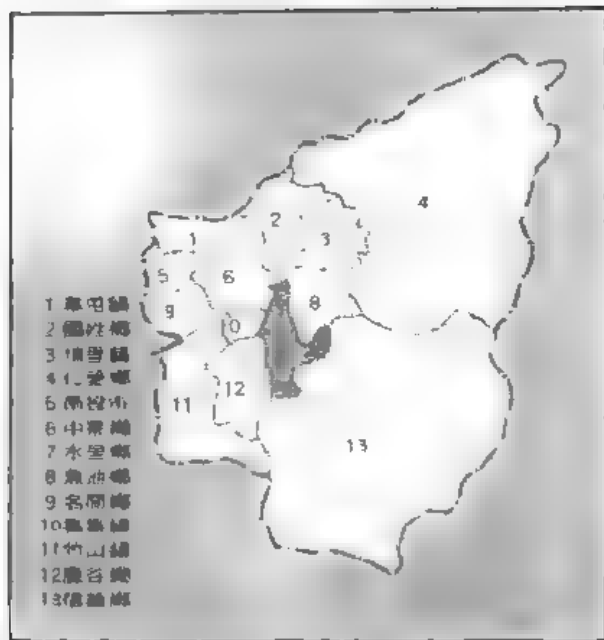 4
2
1
3
5
6
9
8
12
11
13
1 草屯鎮
2 國姓鄉
3 埔里鎮
4 仁愛鄉
5 南投市
6 中寮鄉
7 水里鄉
8 魚池鄉
9 名間鄉
10 集集鎮
11 竹山鎮
12 鹿谷鄉
13 信義鄉